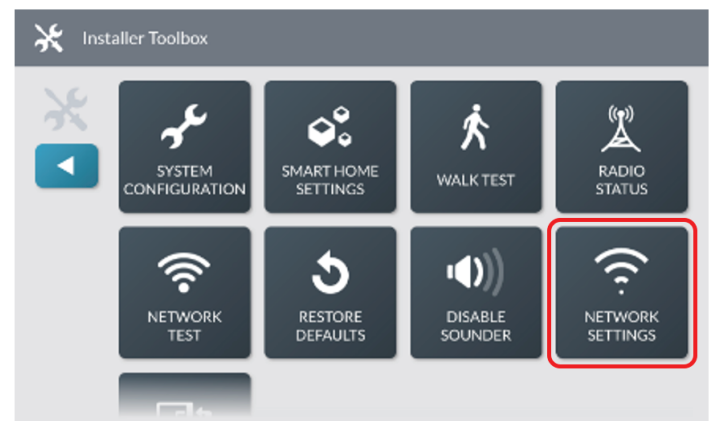 Installer Toolbox
SYSTEM
CONFIGURATION
SMART HOME
SETTINGS
WALK TEST
RADIO
STATUS
NETWORK
TEST
RESTORE
DEFAULTS
DISABLE
SOUNDER
NETWORK
SETTINGS